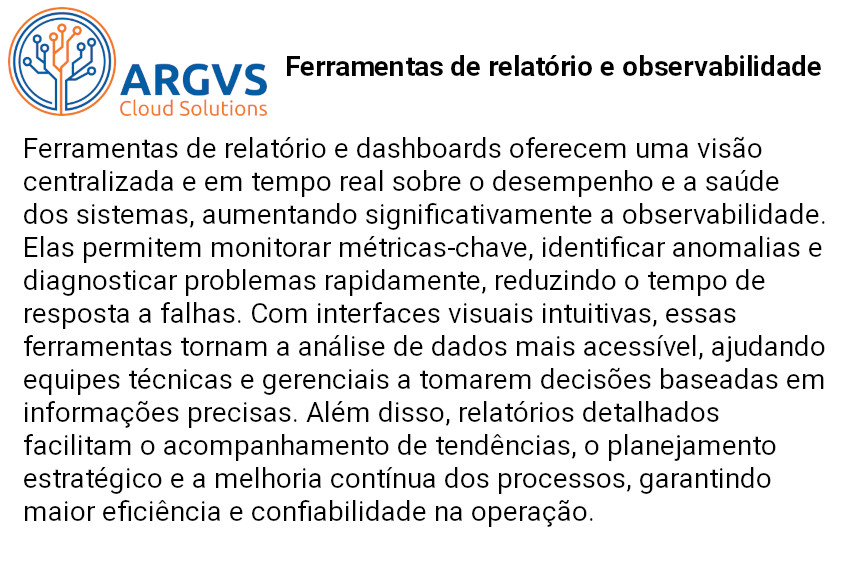 ARGVS
Cloud Solutions
Ferramentas de relatório e observabilidade
Ferramentas de relatório e dashboards oferecem uma visão
centralizada e em tempo real sobre o desempenho e a saúde
dos sistemas, aumentando significativamente a observabilidade.
Elas permitem monitorar métricas-chave, identificar anomalias e
diagnosticar problemas rapidamente, reduzindo o tempo de
resposta a falhas. Com interfaces visuais intuitivas, essas
ferramentas tornam a análise de dados mais acessível, ajudando
equipes técnicas e gerenciais a tomarem decisões baseadas em
informações precisas. Além disso, relatórios detalhados
facilitam o acompanhamento de tendências, o planejamento
estratégico e a melhoria contínua dos processos, garantindo
maior eficiência e confiabilidade na operação.